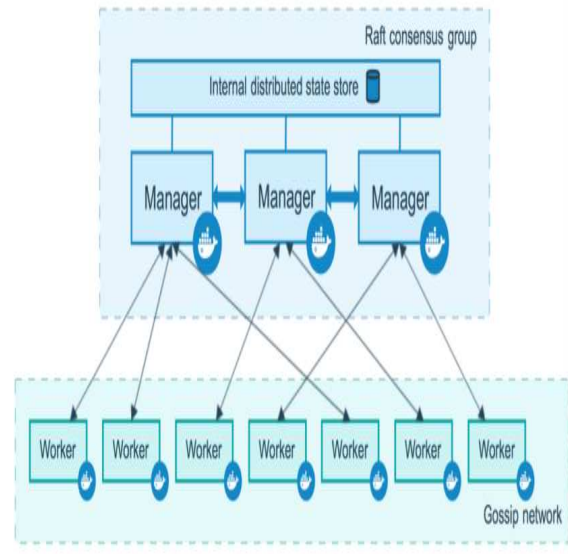 Raft consensus group
Internal distributed state store
Manager
Manager
Manager
Worker
Worker
Worker
Worker
Worker
Worker
Worker
Gossip network